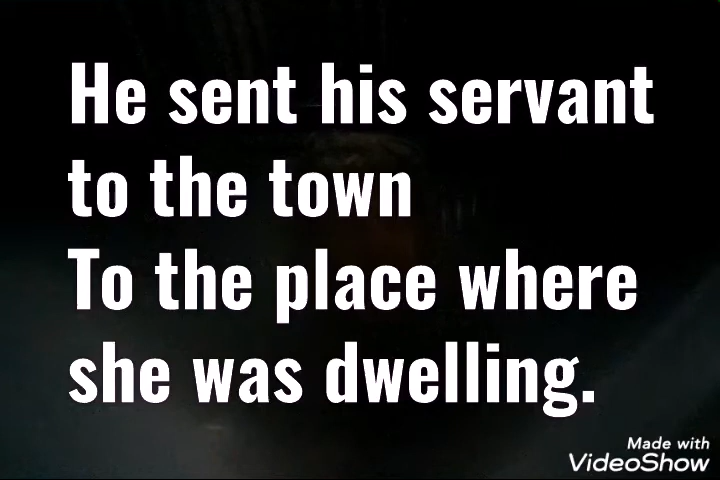 He sent his servant
to the town
To the place where
she was dwelling.
Made with
VideoShow